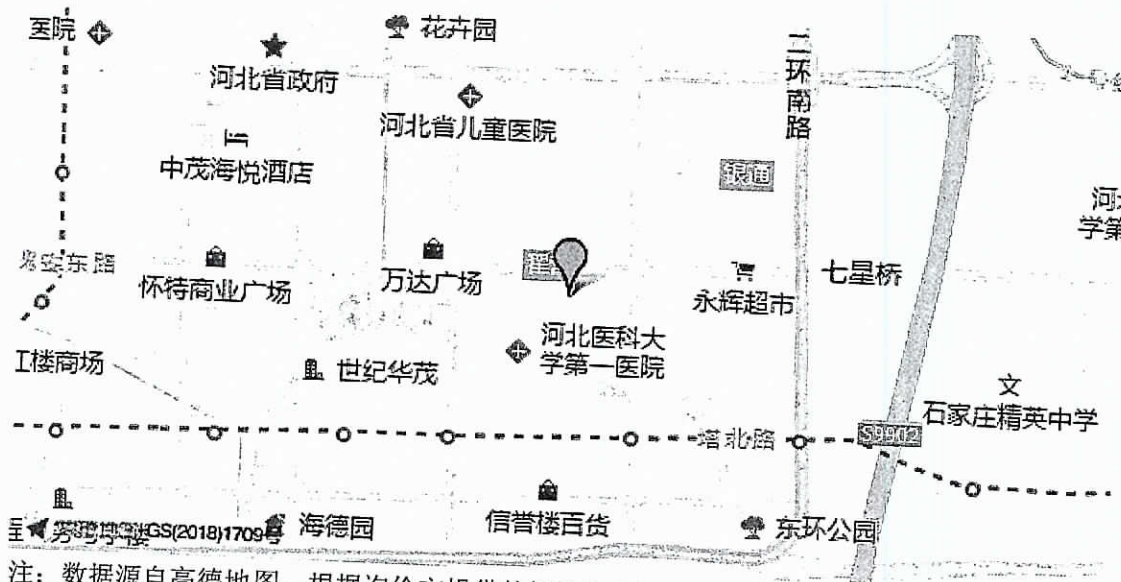 医院
花卉园
河北省政府
二环南路
河北省儿童医院
中茂海悦酒店
银通
河
学第
东路
怀特商业广场
万达广场
永辉超市
七星桥
河北医科大
学第一医院
工楼商场
世纪华茂
文
石家庄精英中学
塔北路
S9902
GS(2018)1709号
海德园
信誉楼百货
东环公园
注：数据源自高德地图